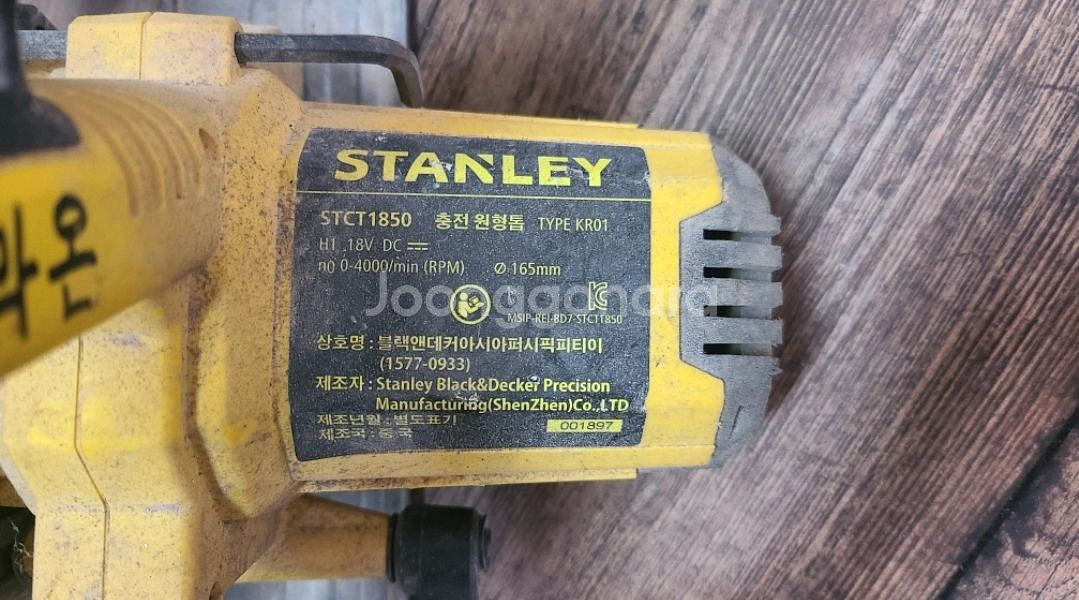 STANLEY
STCT1850 충전 원형톱 TYPE KR01
H1 18V DC
n0 0-4000/min (RPM) Ø 165mm
Joonggonara
MSIP-REI-BD7-STCT1850
상호명 : 블랙앤데커아시아퍼시픽피티이
(1577-0933)
제조자 : Stanley Black&Decker Precision
Manufacturing(ShenZhen)Co.,LTD
제조년월 : 별도표기
제조국 : 중국
001897